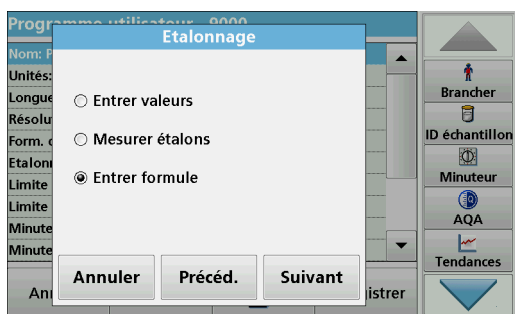 Programme utilisateur 9000
Etalonnage
Nom: P
Unités:
Longue
Résolu
Form. c
Etalonn
Limite
Limite
Minute
Minute
Entrer valeurs
Mesurer étalons
Entrer formule
Annuler
Précéd.
Suivant
An
istrer
Brancher
ID échantillon
Minuteur
AQA
Tendances